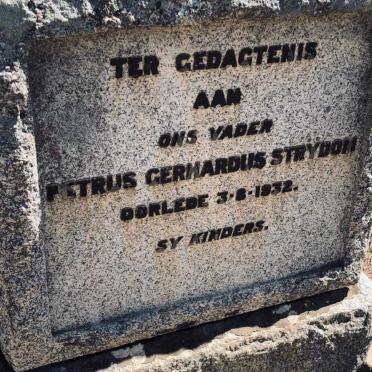 TER GEDAGTENIS
AAN
ONS VADER
PETRUS GERHARDUS STRYDOM
OORLEDE 3-8-1932.
SY KINDERS.